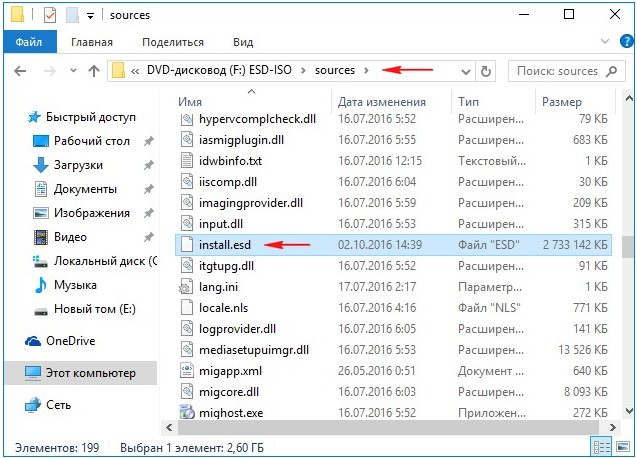 sources
Файл Главная Поделиться Вид
« DVD-дисковод (F:) ESD-ISO > sources > Поиск: sources
Имя Дата изменения Тип Размер
Быстрый доступ
Рабочий стол
Загрузки
Документы
Изображени
Видео
Локальный диск (C
Музыка
Новый том (E:)
OneDrive
Этот компьютер
Сеть
hypervcomplcheck.dll 16.07.2016 5:52 Расширен... 79 КБ
iasmigplugin.dll 16.07.2016 5:55 Расширен... 683 КБ
idwbinfo.txt 16.07.2016 12:15 Текстовый... 1 КБ
iiscomp.dll 16.07.2016 6:04 Расширен... 30 КБ
imagingprovider.dll 16.07.2016 5:59 Расширен... 209 КБ
input.dll 16.07.2016 5:53 Расширен... 315 КБ
install.esd 02.10.2016 14:39 Файл "ESD" 2 733 142 КБ
itgtupg.dll 16.07.2016 5:52 Расширен... 91 КБ
lang.ini 17.07.2016 2:17 Параметр... 1 КБ
locale.nls 16.07.2016 4:16 Файл "NLS" 771 КБ
logprovider.dll 16.07.2016 6:05 Расширен... 141 КБ
mediasetupuimgr.dll 16.07.2016 5:53 Расширен... 13 526 КБ
migapp.xml 26.05.2016 0:51 Документ ... 640 КБ
migcore.dll 16.07.2016 6:04 Расширен... 8 093 КБ
mighost.exe 16.07.2016 5:52 Приложен... 272 КБ
Элементов: 199 Выбран 1 элемент: 2,60 ГБ